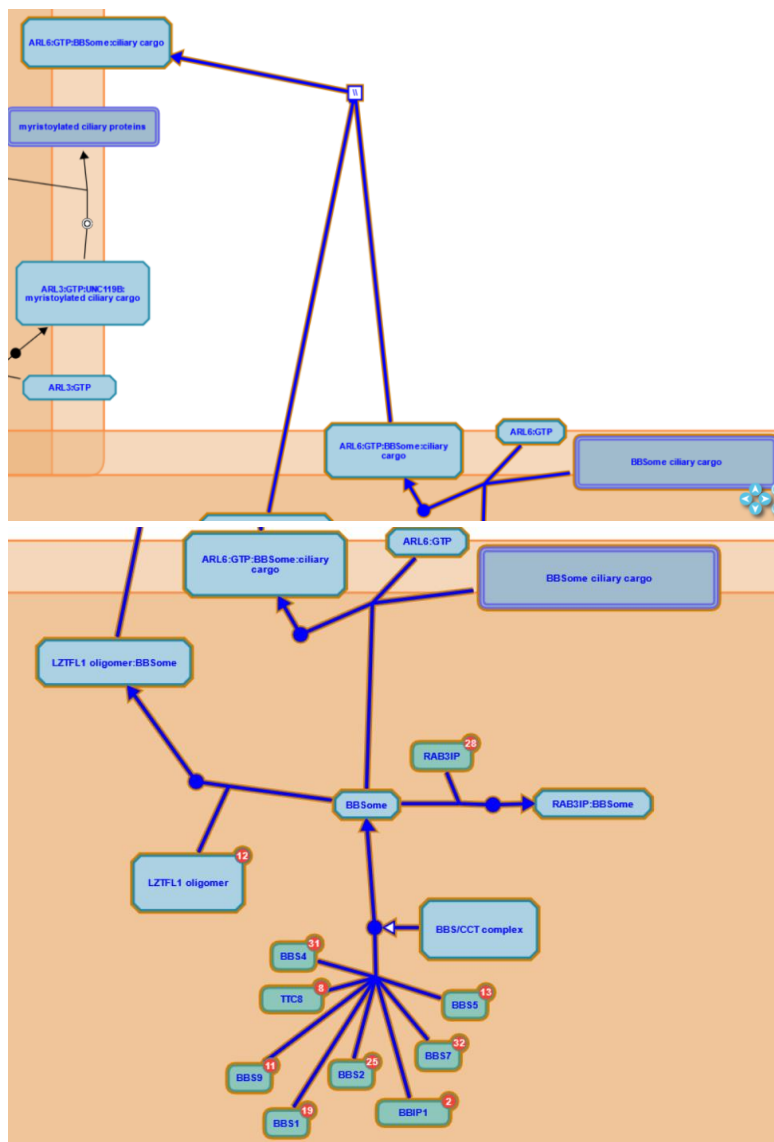 ARL6:GTP:BBSome:ciliary cargo
\\
myristoylated ciliary proteins
ARL3:GTP:UNC119B:
myristoylated ciliary cargo
ARL3:GTP
ARL6:GTP:BBSome:ciliary
cargo
ARL6:GTP
BBSome ciliary cargo
ARL6:GTP:BBSome:ciliary
cargo
ARL6:GTP
BBSome ciliary cargo
LZTFL1 oligomer:BBSome
RAB3IP
28
BBSome
RAB3IP:BBSome
LZTFL1 oligomer
12
BBS/CCT complex
BBS4
31
TTC8
8
BBS5
13
BBS9
11
BBS2
25
BBS7
32
BBS1
19
BBIP1
2